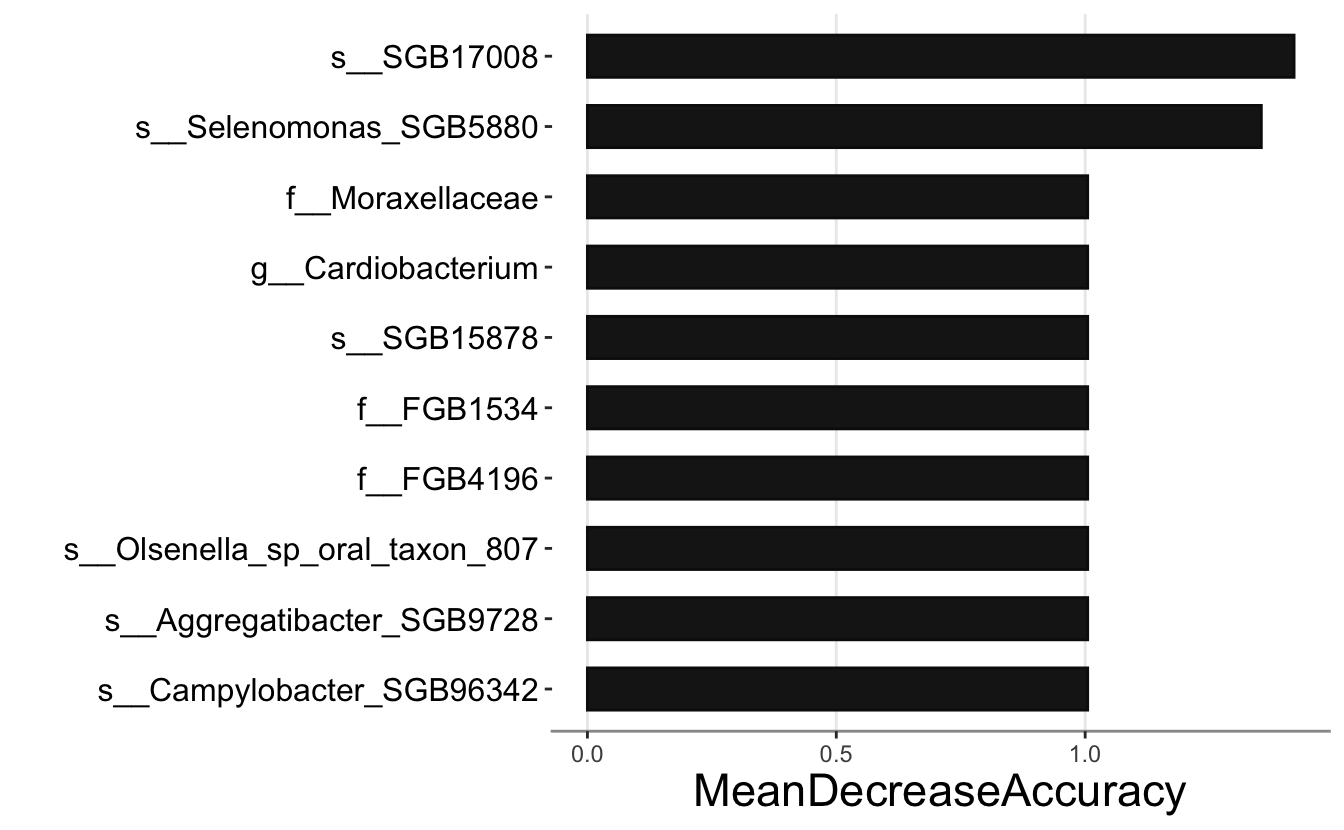 s__SGB17008
s__Selenomonas_SGB5880
f__Moraxellaceae
g__Cardiobacterium
s__SGB15878
f__FGB1534
f__FGB4196
s__Olsenella_sp_oral_taxon_807
s__Aggregatibacter_SGB9728
s__Campylobacter_SGB96342
0.0 0.5 1.0
MeanDecreaseAccuracy